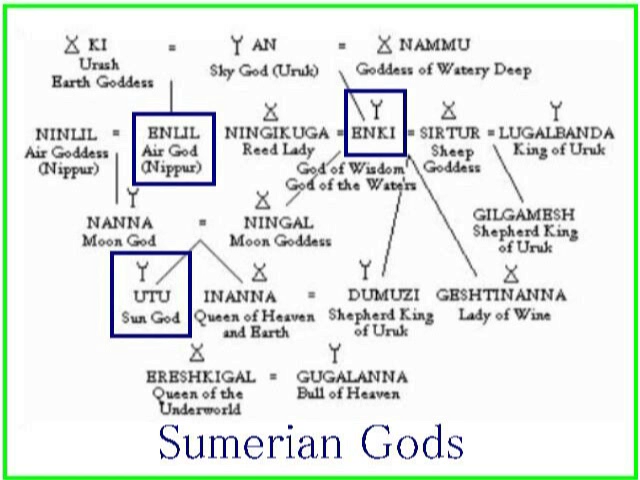 KI = AN = NAMMU
Urash
Earth Goddess
Sky God (Uruk)
Goddess of Watery Deep
NINLIL = ENLIL
Air Goddess
(Nippur)
Air God
(Nippur)
NINGIKUGA = ENKI = SIRTUR = LUGALBANDA
Reed Lady
God of Wisdom
God of the Waters
Sheep
Goddess
King of Uruk
NANNA = NINGAL
Moon God
Moon Goddess
GILGAMESH
Shepherd King
of Uruk
UTU
Sun God
INANNA = DUMUZI
Queen of Heaven
and Earth
Shepherd King
of Uruk
GESHTINANNA
Lady of Wine
ERESHKIGAL = GUGALANNA
Queen of the
Underworld
Bull of Heaven
Sumerian Gods